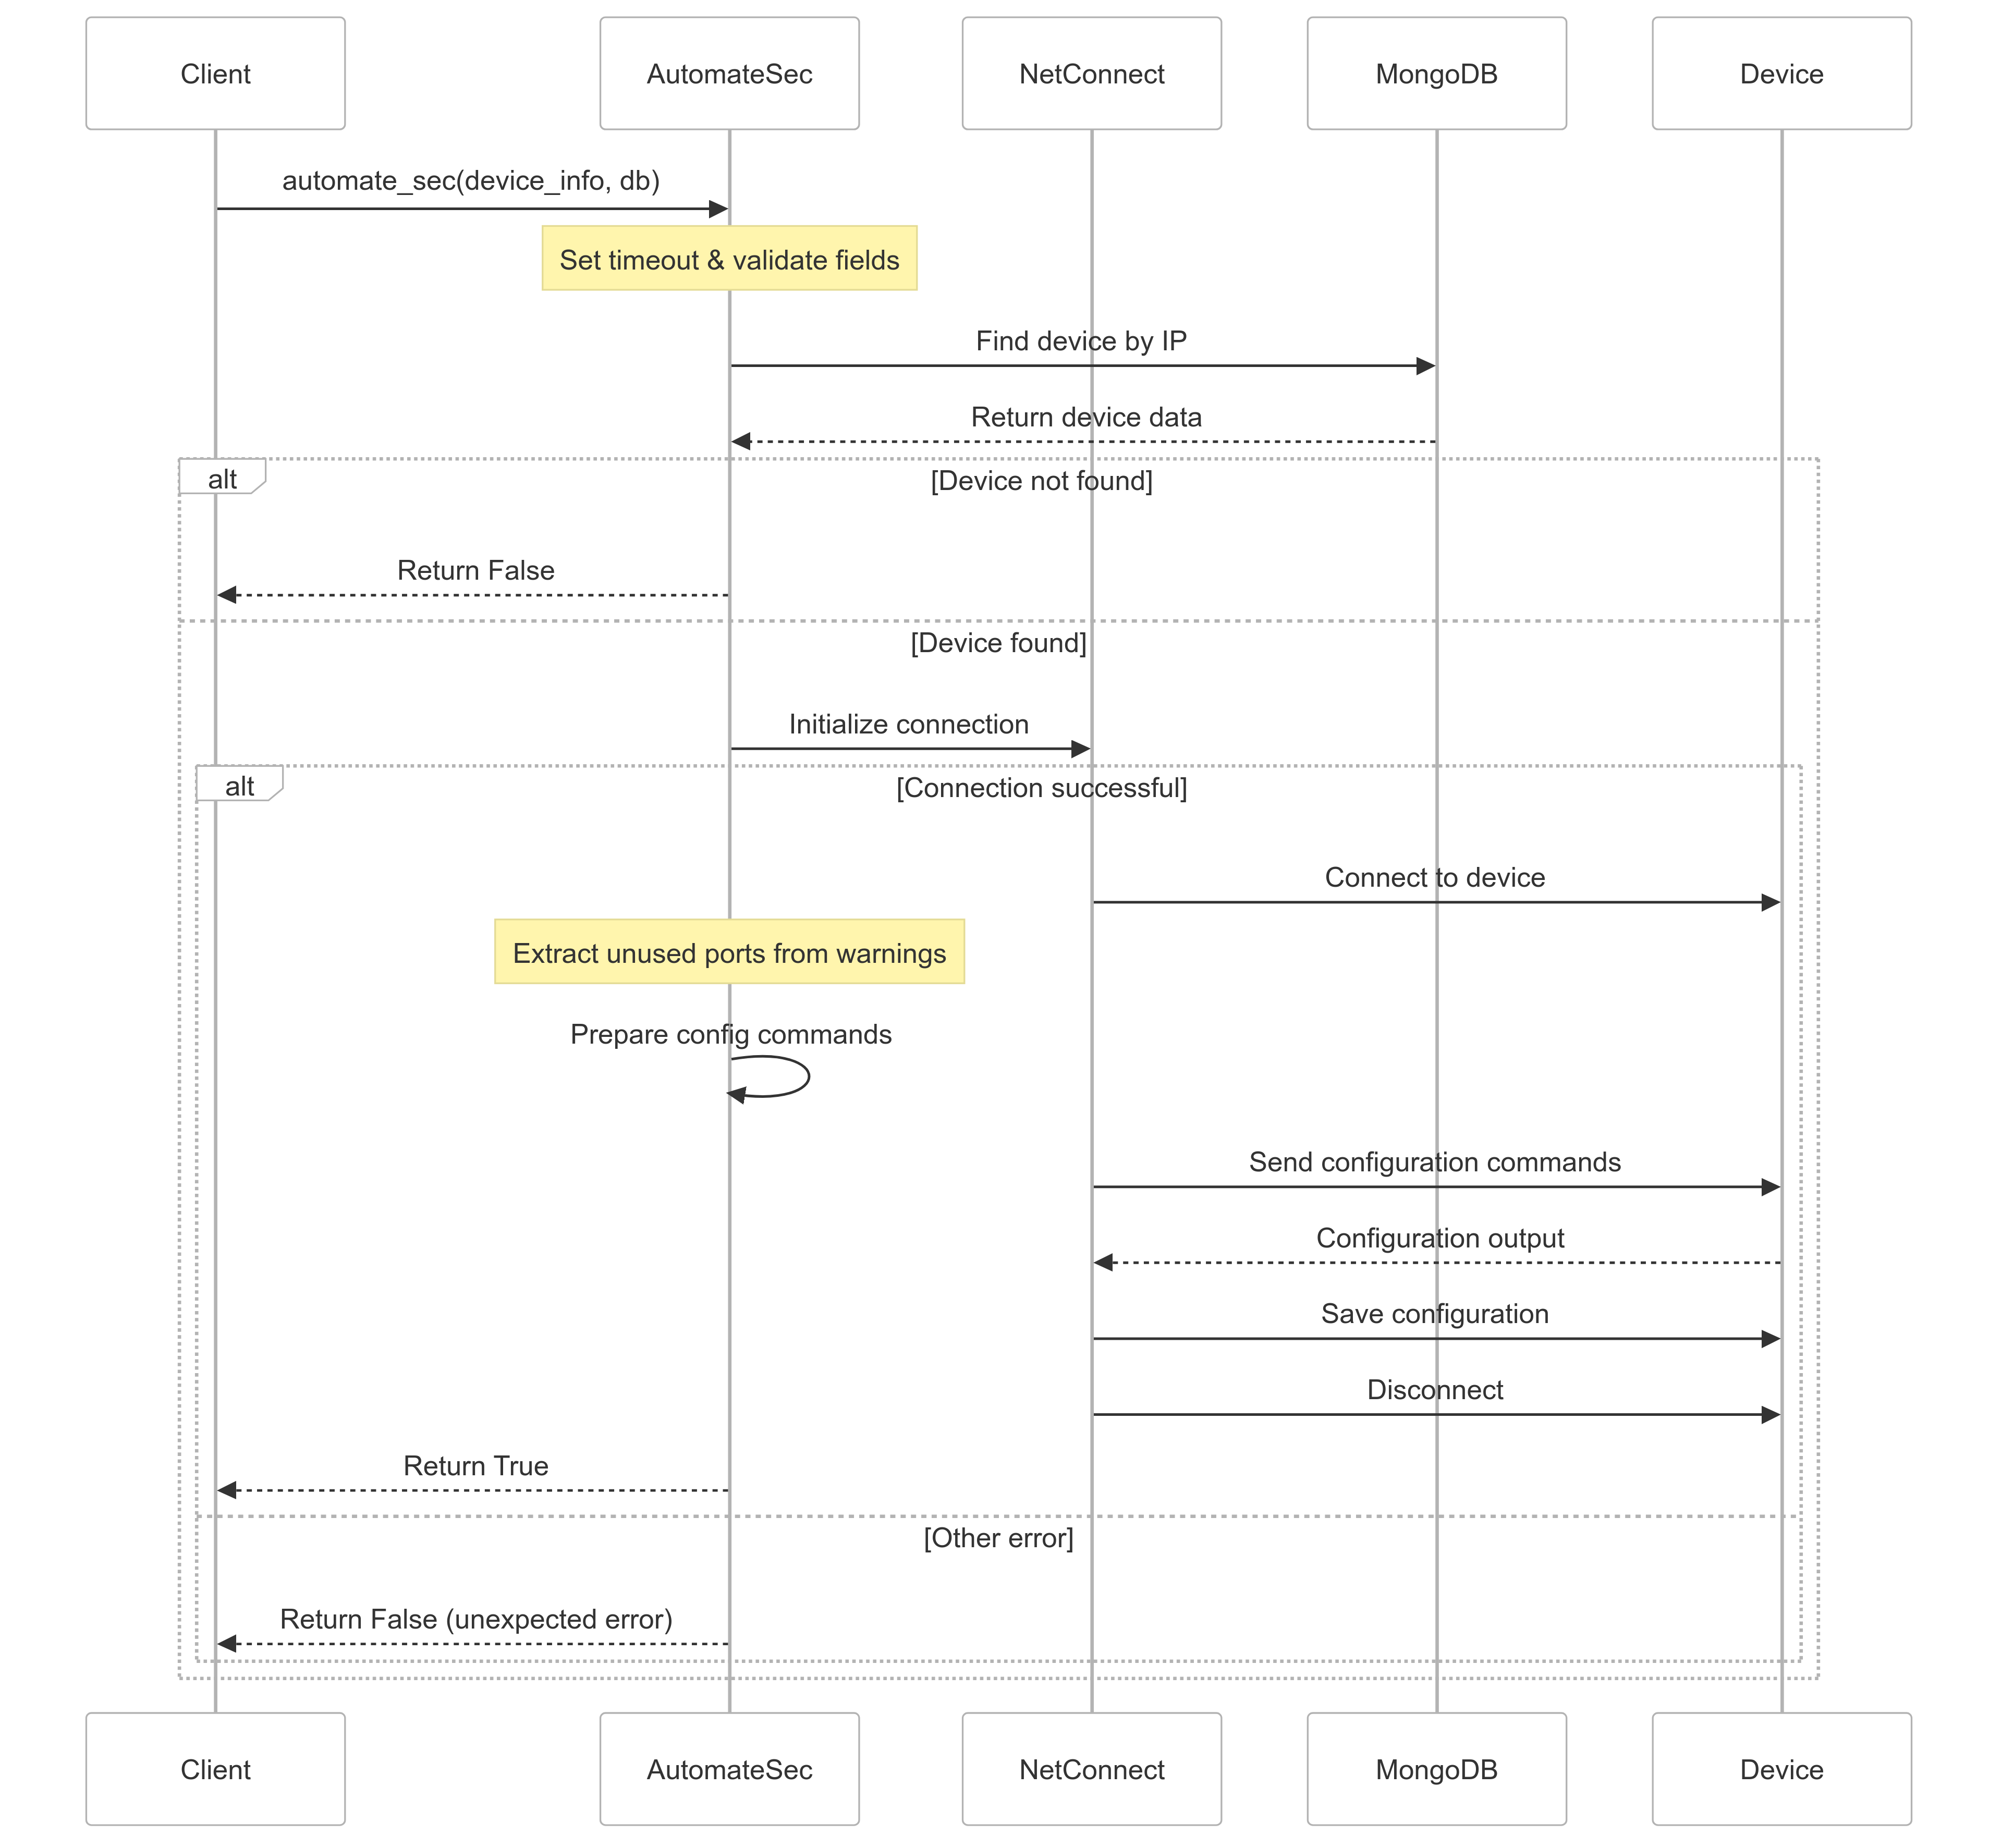 Client
AutomateSec
NetConnect
MongoDB
Device
automate_sec(device_info, db)
Set timeout & validate fields
Find device by IP
Return device data
alt
[Device not found]
Return False
[Device found]
Initialize connection
alt
[Connection successful]
Connect to device
Extract unused ports from warnings
Prepare config commands
Send configuration commands
Configuration output
Save configuration
Disconnect
Return True
[Other error]
Return False (unexpected error)
Client
AutomateSec
NetConnect
MongoDB
Device